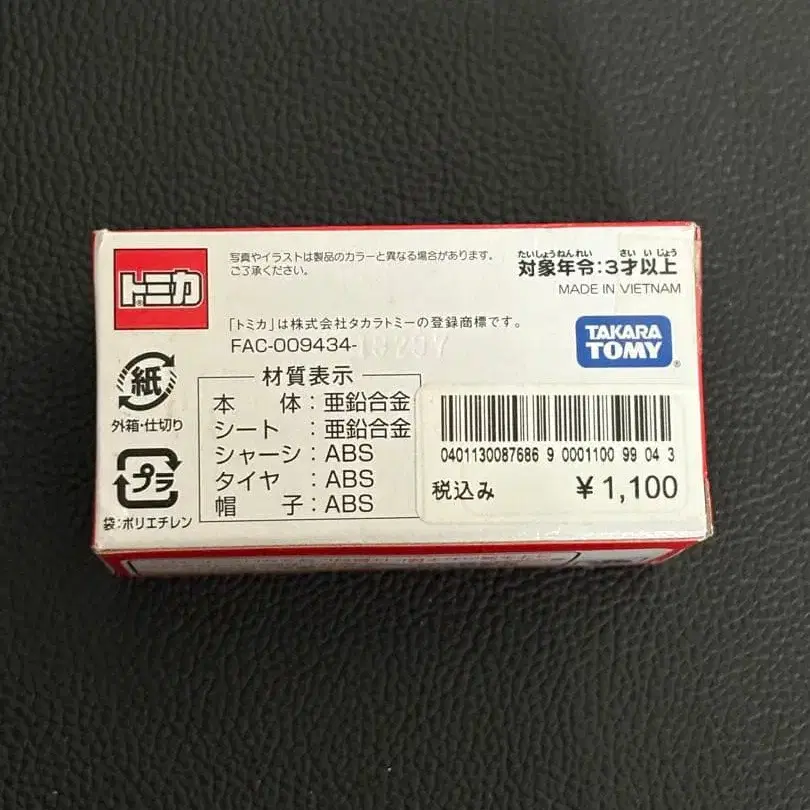 トミカ
写真やイラストは製品のカラーと異なる場合があります。
ご了承ください。
たいしょうねんれい さい いじょう
対象年令:3才以上
MADE IN VIETNAM
「トミカ」は株式会社タカラトミーの登録商標です。
FAC-009434-
TAKARA
TOMY
紙
外箱・仕切り
プラ
袋:ポリエチレン
材質表示
本 体:亜鉛合金
シート:亜鉛合金
シャーシ:ABS
タイヤ:ABS
帽 子:ABS
0401130087686 9 0001100 99 04 3
税込み ¥1,100